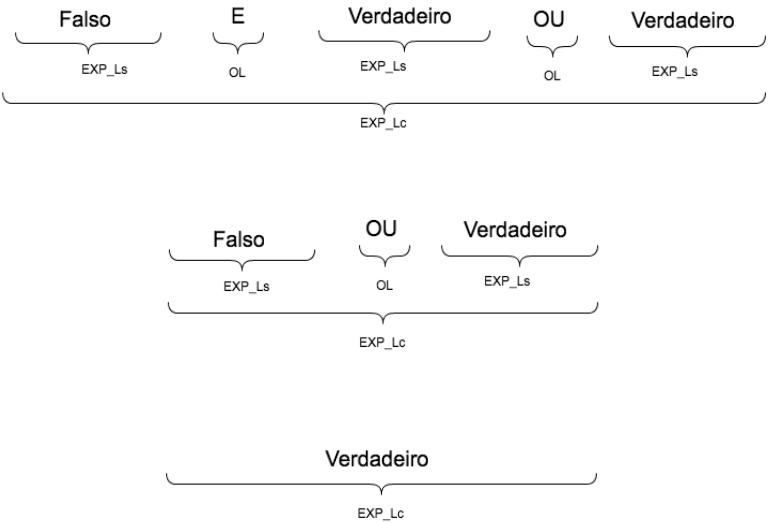 Falso E Verdadeiro OU Verdadeiro
EXP_Ls OL EXP_Ls OL EXP_Ls
EXP_Lc
Falso OU Verdadeiro
EXP_Ls OL EXP_Ls
EXP_Lc
Verdadeiro
EXP_Lc